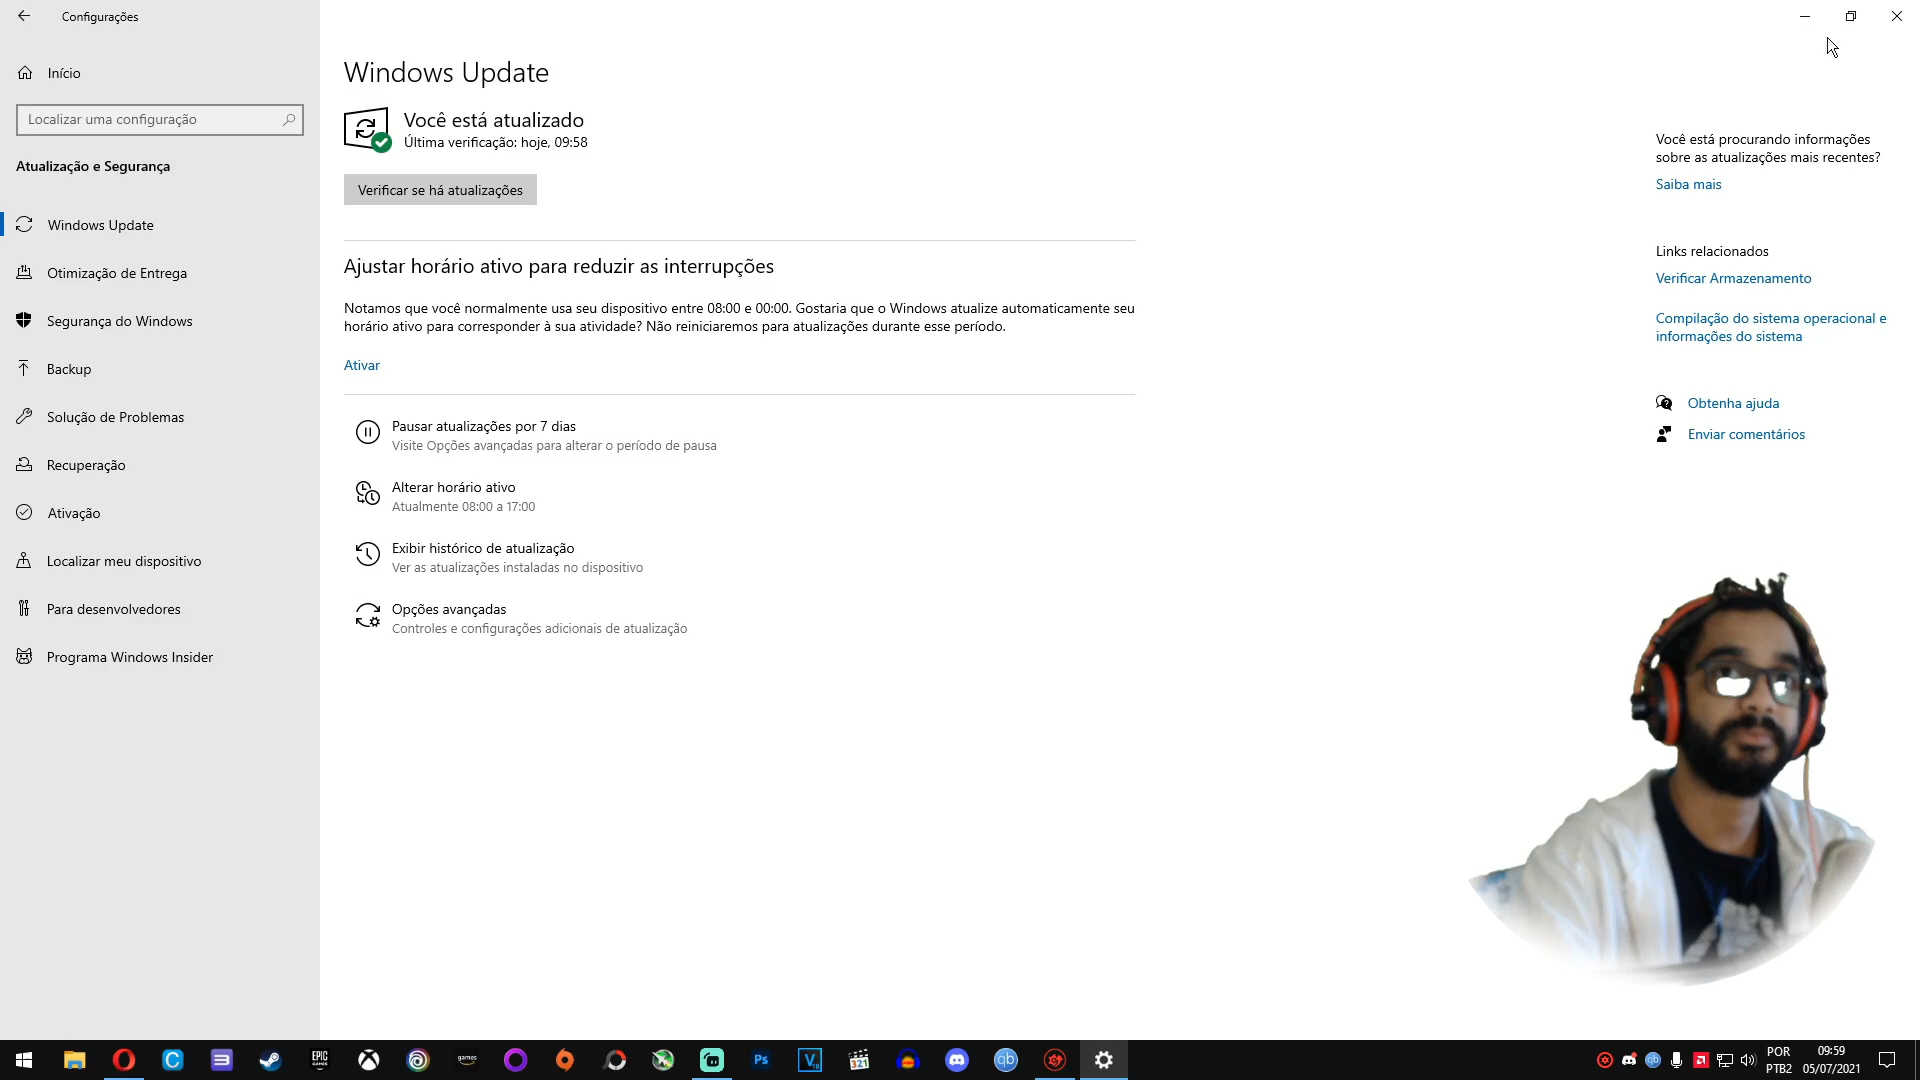 Configurações
Início
Localizar uma configuração
Atualização e Segurança
Windows Update
Otimização de Entrega
Segurança do Windows
Backup
Solução de Problemas
Recuperação
Ativação
Localizar meu dispositivo
Para desenvolvedores
Programa Windows Insider
Windows Update
Você está atualizado
Última verificação: hoje, 09:58
Verificar se há atualizações
Ajustar horário ativo para reduzir as interrupções
Notamos que você normalmente usa seu dispositivo entre 08:00 e 00:00. Gostaria que o Windows atualize automaticamente seu
horário ativo para corresponder à sua atividade? Não reiniciaremos para atualizações durante esse período.
Ativar
Pausar atualizações por 7 dias
Visite Opções avançadas para alterar o período de pausa
Alterar horário ativo
Atualmente 08:00 a 17:00
Exibir histórico de atualização
Ver as atualizações instaladas no dispositivo
Opções avançadas
Controles e configurações adicionais de atualização
Você está procurando informações
sobre as atualizações mais recentes?
Saiba mais
Links relacionados
Verificar Armazenamento
Compilação do sistema operacional e
informações do sistema
Obtenha ajuda
Enviar comentários
EPIC
GAMES
games
Ps
V
321
qb
qb
POR
PTB2
09:59
05/07/2021